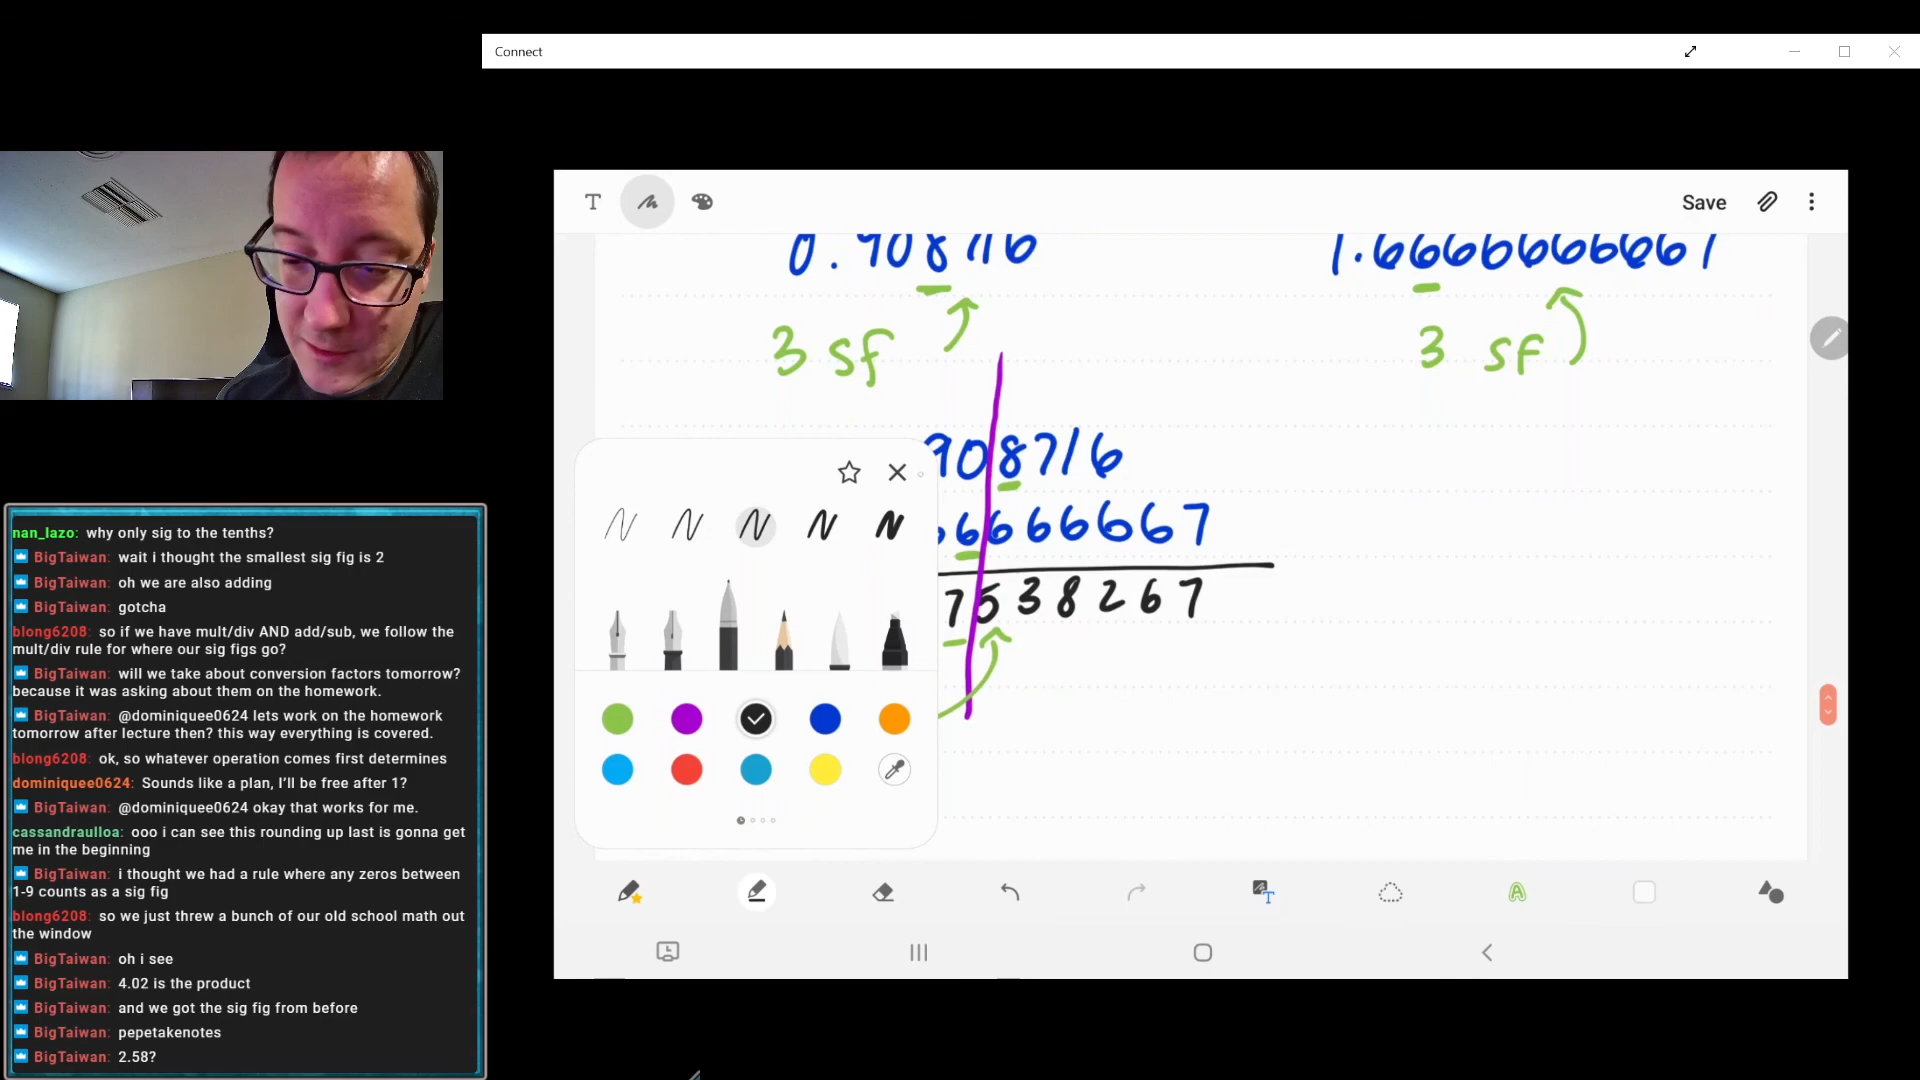 Connect
T
Save
0.908716
1.6666666667
3 sf
3 sf
908716
66666667
7538267
nan_lazo: why only sig to the tenths?
BigTaiwan: wait i thought the smallest sig fig is 2
BigTaiwan: oh we are also adding
BigTaiwan: gotcha
blong6208: so if we have mult/div AND add/sub, we follow the
mult/div rule for where our sig figs go?
BigTaiwan: will we take about conversion factors tomorrow?
because it was asking about them on the homework.
BigTaiwan: @dominiquee0624 lets work on the homework
tomorrow after lecture then? this way everything is covered.
blong6208: ok, so whatever operation comes first determines
dominiquee0624: Sounds like a plan, I’ll be free after 1?
BigTaiwan: @dominiquee0624 okay that works for me.
cassandraulloa: ooo i can see this rounding up last is gonna get
me in the beginning
BigTaiwan: i thought we had a rule where any zeros between
1-9 counts as a sig fig
blong6208: so we just threw a bunch of our old school math out
the window
BigTaiwan: oh i see
BigTaiwan: 4.02 is the product
BigTaiwan: and we got the sig fig from before
BigTaiwan: pepetakenotes
BigTaiwan: 2.58?